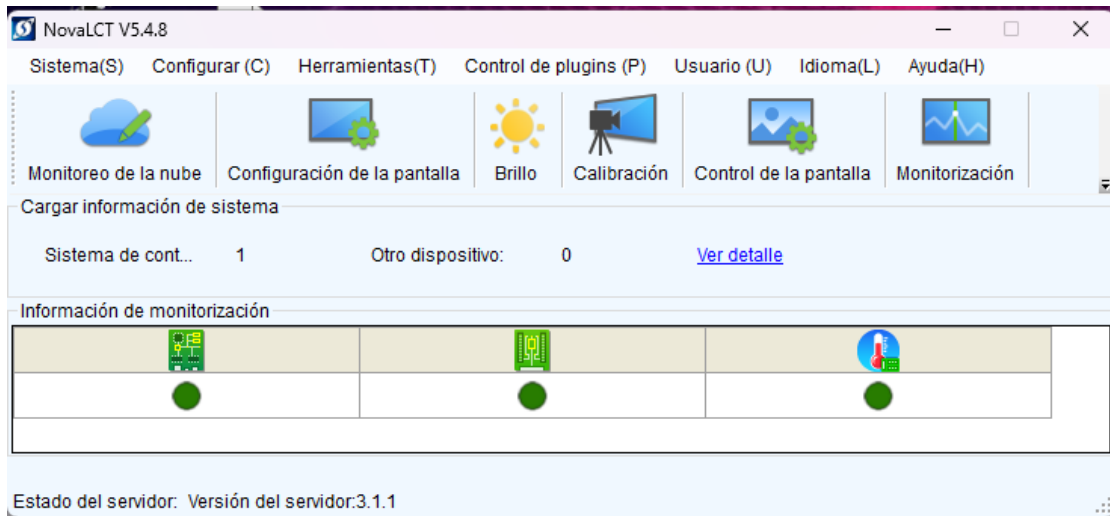 NovaLCT V5.4.8
Sistema(S) Configurar (C) Herramientas(T) Control de plugins (P) Usuario (U) Idioma(L) Ayuda(H)
Monitoreo de la nube Configuración de la pantalla Brillo Calibración Control de la pantalla Monitorización
Cargar información de sistema
Sistema de cont... 1 Otro dispositivo: 0 Ver detalle
Información de monitorización
Estado del servidor: Versión del servidor:3.1.1